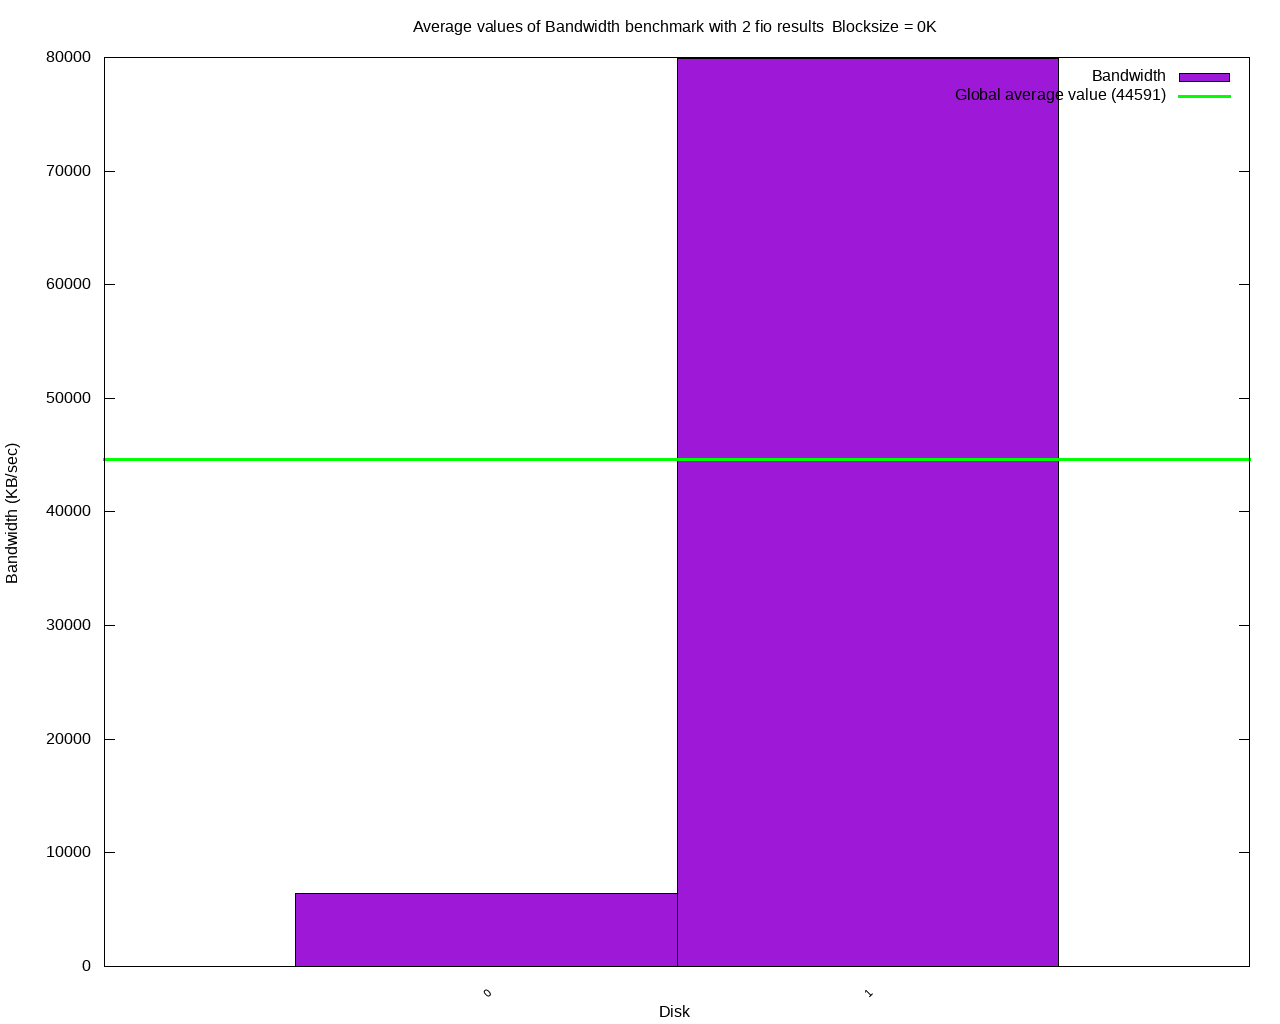 Average values of Bandwidth benchmark with 2 fio results  Blocksize = 0K
80000
70000
60000
50000
40000
30000
20000
10000
0
Bandwidth (KB/sec)
Bandwidth
Global average value (44591)
0
1
Disk